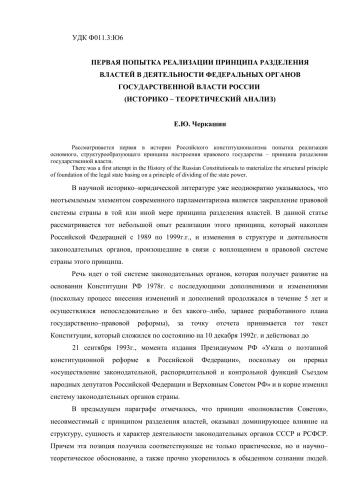 УДК Ф011.3:Ю6
ПЕРВАЯ ПОПЫТКА РЕАЛИЗАЦИИ ПРИНЦИПА РАЗДЕЛЕНИЯ
ВЛАСТЕЙ В ДЕЯТЕЛЬНОСТИ ФЕДЕРАЛЬНЫХ ОРГАНОВ
ГОСУДАРСТВЕННОЙ ВЛАСТИ РОССИИ
(ИСТОРИКО – ТЕОРЕТИЧЕСКИЙ АНАЛИЗ)
Е.Ю. Черкашин
Рассматривается первая в истории Российского конституционализма попытка реализации
основного, структурообразующего принципа построения правового государства – принципа разделения
государственной власти.
There was a first attempt in the History of the Russian Constitutionals to materialize the structural principle
of foundation of the legal state basing on a principle of dividing of the state power.
В научной историко–юридической литературе уже неоднократно указывалось, что
неотъемлемым элементом современного парламентаризма является закрепление правовой
системы страны в той или иной мере принципа разделения властей. В данной статье
рассматривается тот небольшой опыт реализации этого принципа, который накоплен
Российской Федерацией с 1989 по 1999г.г., и изменения в структуре и деятельности
законодательных органов, произошедшие в связи с воплощением в правовой системе
страны этого принципа.
Речь идет о той системе законодательных органов, которая получает развитие на
основании Конституции РФ 1978г. с последующими дополнениями и изменениями
(поскольку процесс внесения изменений и дополнений продолжался в течение 5 лет и
осуществлялся непоследовательно и без какого–либо, заранее разработанного плана
государственно–правовой реформы), за точку отсчета принимается тот текст
Конституции, который сложился по состоянию на 10 декабря 1992г. и действовал до
21 сентября 1993г., момента издания Президиумом РФ «Указа о поэтапной
конституционной реформе в Российской Федерации», поскольку он прервал
«осуществление законодательной, распорядительной и контрольной функций Съездом
народных депутатов Российской Федерации и Верховным Советом РФ» и в корне изменил
систему законодательных органов страны.
В предыдущем параграфе отмечалось, что принцип «полновластия Советов»,
несовместимый с принципом разделения властей, оказывал доминирующее влияние на
структуру, сущность и характер деятельности законодательных органов СССР и РСФСР.
Причем эта позиция получила соответствующее не только практическое, но и научно–
теоретическое обоснование, а также прочно укоренилось в обыденном сознании людей.